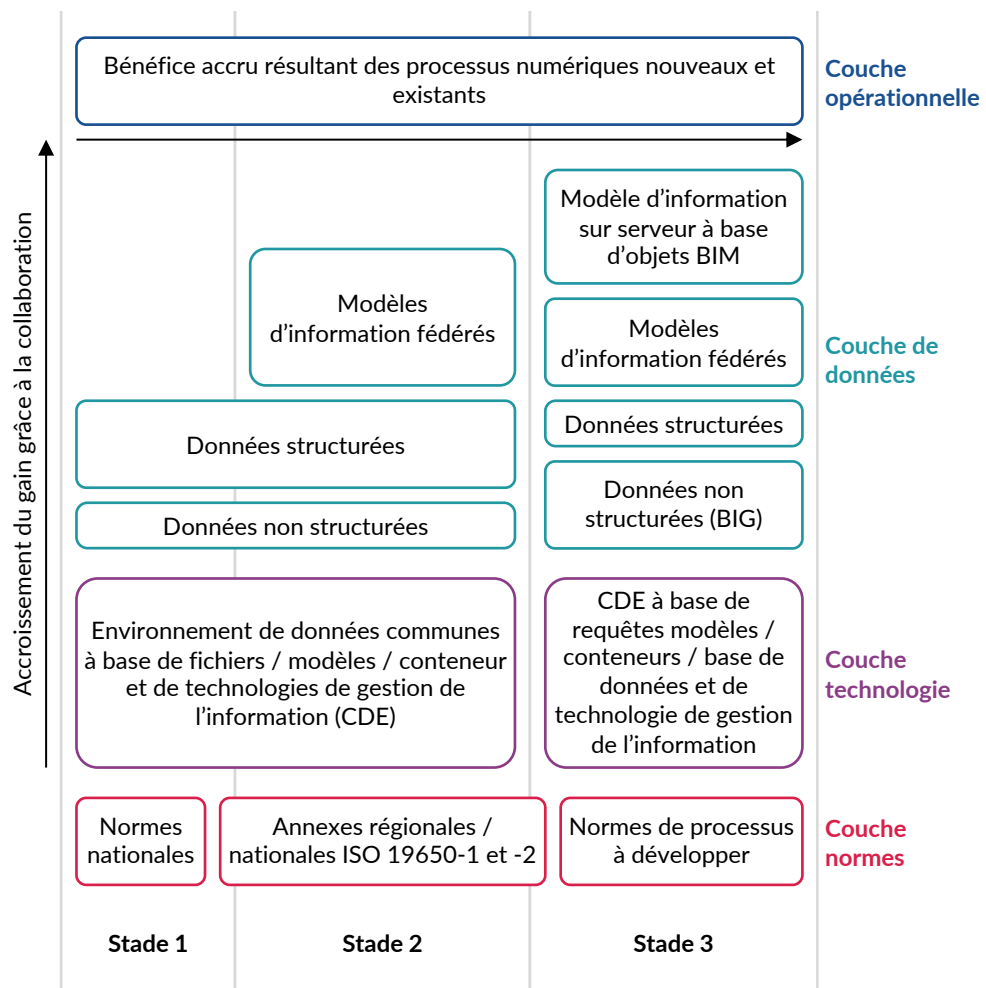 Bénéfice accru résultant des processus numériques nouveaux et
existants
Couche
opérationnelle
Accroissement du gain grâce à la collaboration
Modèle d’information
sur serveur à base
d’objets BIM
Modèles
d’information fédérés
Modèles
d’information fédérés
Couche de
données
Données structurées
Données structurées
Données non structurées
Données non
structurées (BIG)
Environnement de données communes
à base de fichiers / modèles / conteneur
et de technologies de gestion de
l’information (CDE)
CDE à base de
requêtes modèles /
conteneurs / base de
données et de
technologie de gestion
de l’information
Couche
technologie
Normes
nationales
Annexes régionales /
nationales ISO 19650-1 et -2
Normes de processus
à développer
Couche
normes
Stade 1
Stade 2
Stade 3